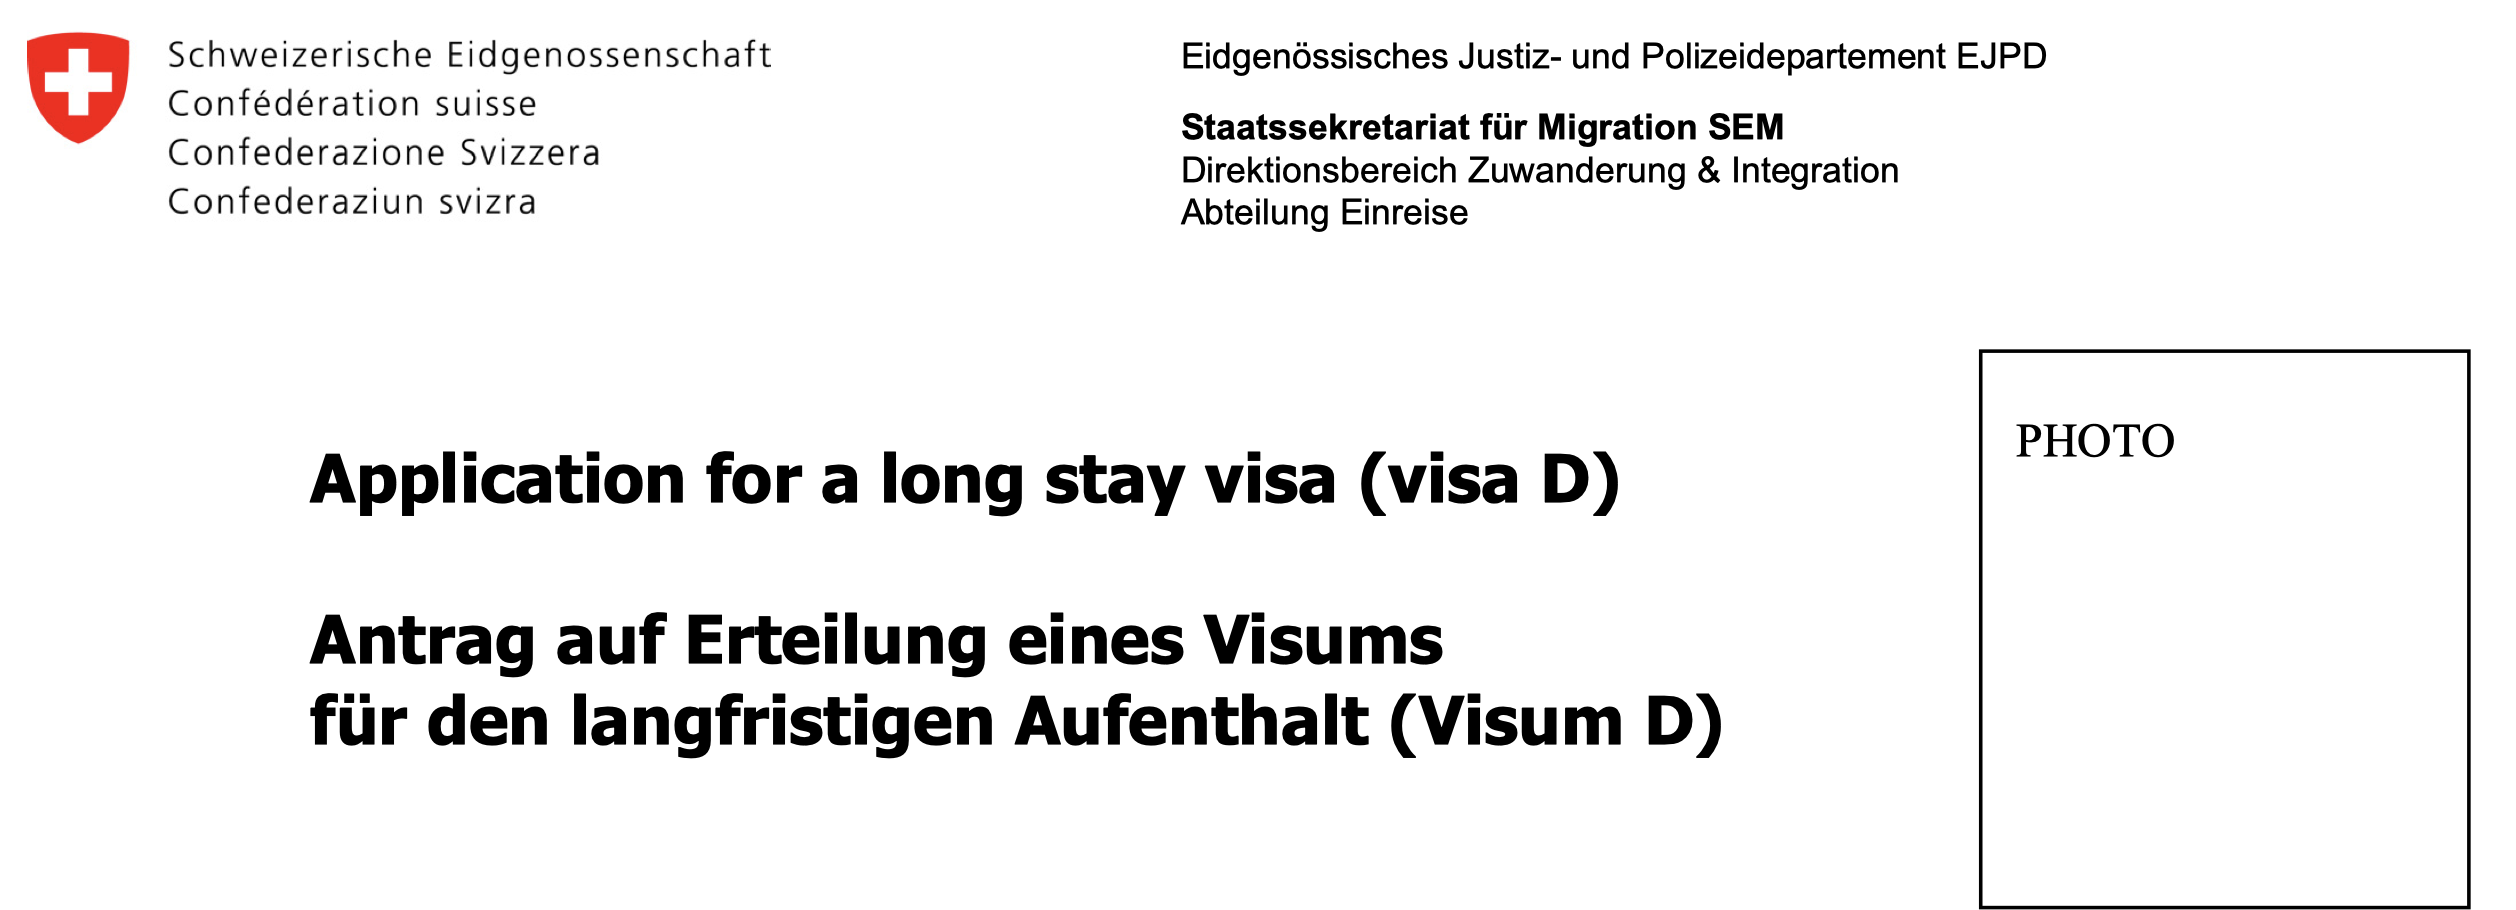 Schweizerische Eidgenossenschaft
Confédération suisse
Confederazione Svizzera
Confederaziun svizra
Eidgenössisches Justiz- und Polizeidepartement EJPD
Staatssekretariat für Migration SEM
Direktionsbereich Zuwanderung & Integration
Abteilung Einreise
Application for a long stay visa (visa D)
Antrag auf Erteilung eines Visums
für den langfristigen Aufenthalt (Visum D)
PHOTO